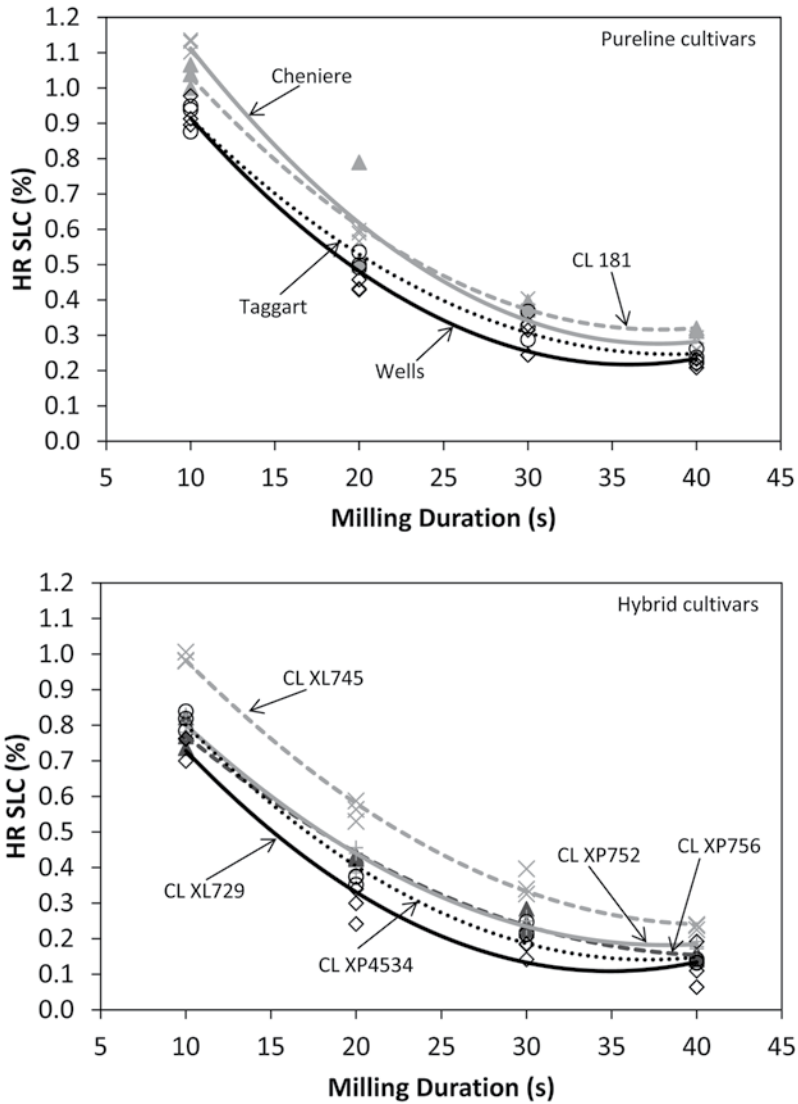 1.2
1.1
1.0
0.9
0.8
0.7
0.6
0.5
0.4
0.3
0.2
0.1
0.0
HR SLC (%)
Pureline cultivars
Cheniere
CL 181
Taggart
Wells
5 10 15 20 25 30 35 40 45
Milling Duration (s)
1.2
1.1
1.0
0.9
0.8
0.7
0.6
0.5
0.4
0.3
0.2
0.1
0.0
HR SLC (%)
Hybrid cultivars
CL XL745
CL XP752
CL XP756
CL XL729
CL XP4534
5 10 15 20 25 30 35 40 45
Milling Duration (s)